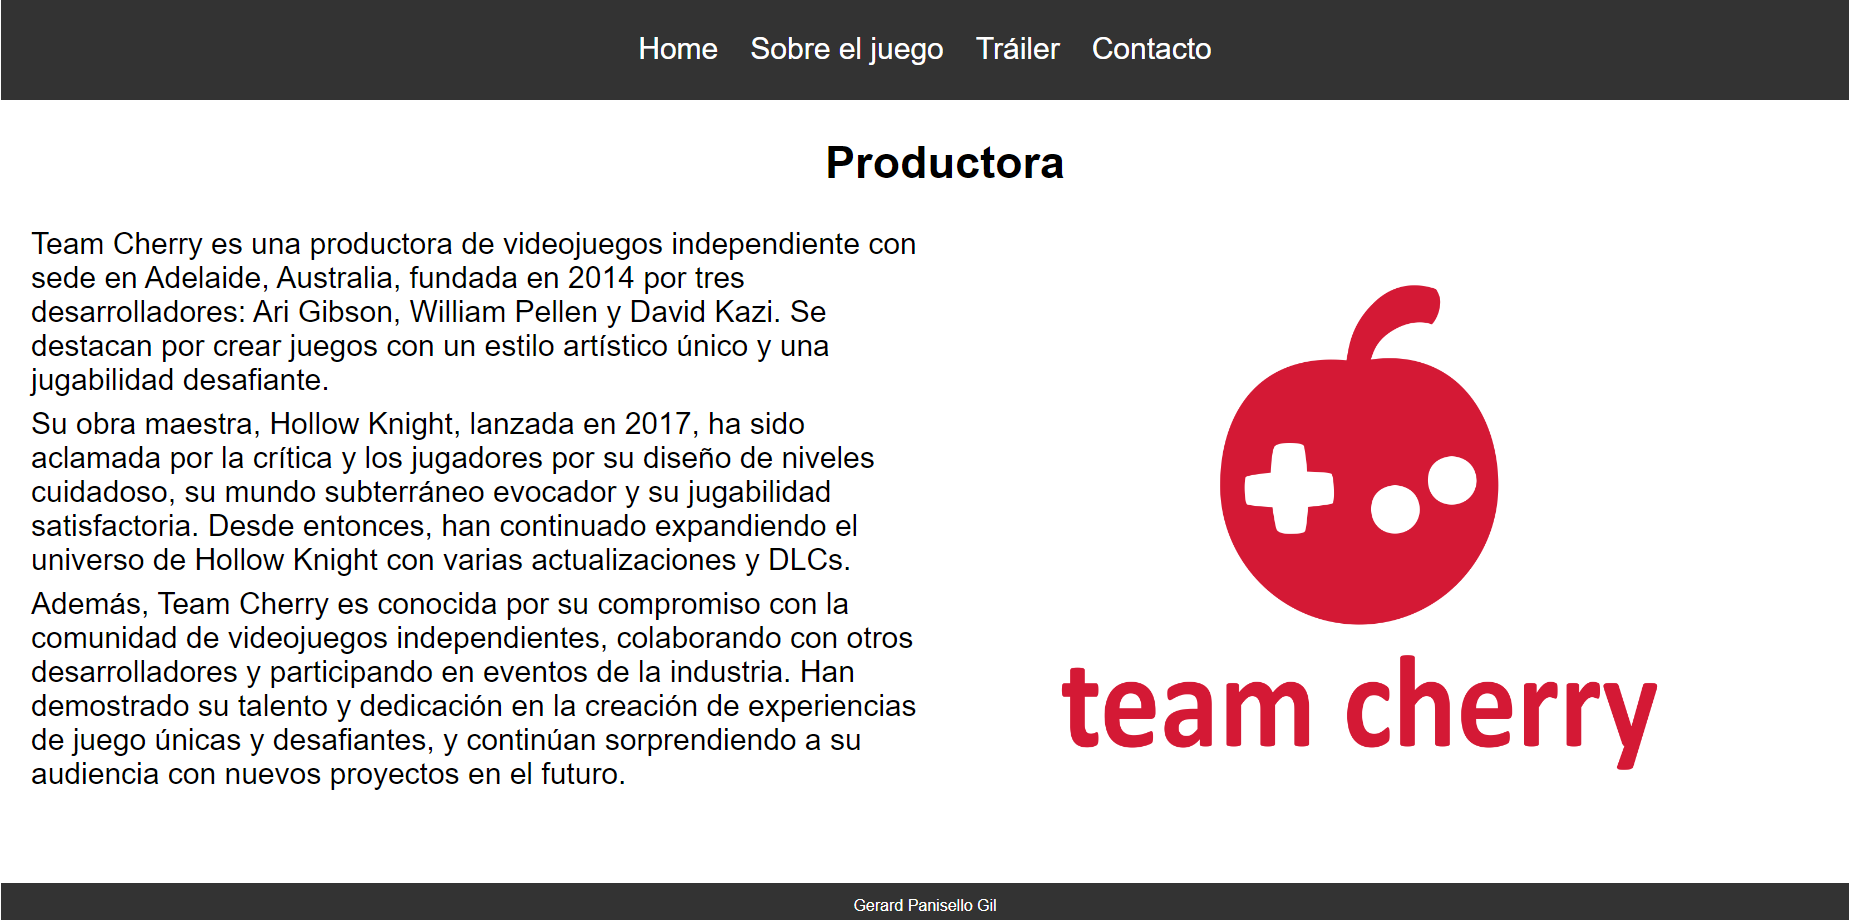 Home Sobre el juego Tráiler Contacto
Productora
Team Cherry es una productora de videojuegos independiente con
sede en Adelaide, Australia, fundada en 2014 por tres
desarrolladores: Ari Gibson, William Pellen y David Kazi. Se
destacan por crear juegos con un estilo artístico único y una
jugabilidad desafiante.
Su obra maestra, Hollow Knight, lanzada en 2017, ha sido
aclamada por la crítica y los jugadores por su diseño de niveles
cuidadoso, su mundo subterráneo evocador y su jugabilidad
satisfactoria. Desde entonces, han continuado expandiendo el
universo de Hollow Knight con varias actualizaciones y DLCs.
Además, Team Cherry es conocida por su compromiso con la
comunidad de videojuegos independientes, colaborando con otros
desarrolladores y participando en eventos de la industria. Han
demostrado su talento y dedicación en la creación de experiencias
de juego únicas y desafiantes, y continúan sorprendiendo a su
audiencia con nuevos proyectos en el futuro.
team cherry
Gerard Panisello Gil